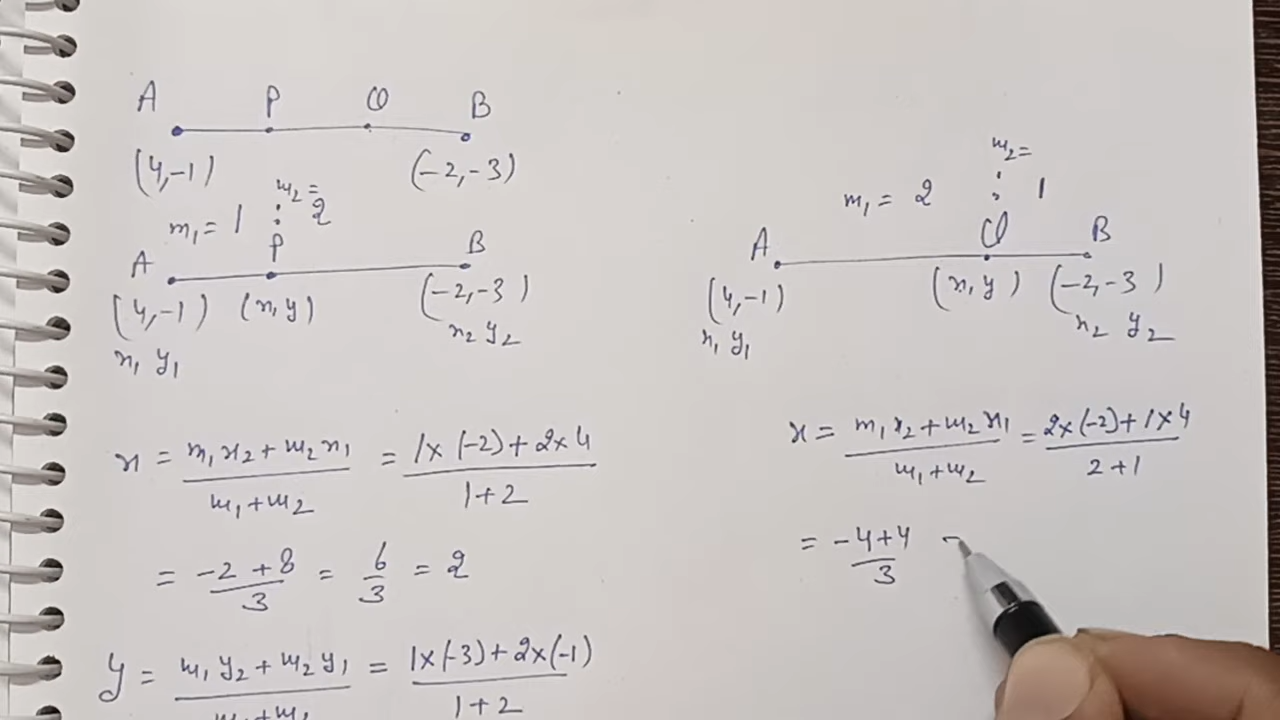 A P Q B
(4,-1) (-2,-3)
m₁ = 1 : m₂ = 2
A P B
(4,-1) (x, y) (-2,-3)
x₁ y₁ x₂ y₂
x = m₁x₂ + m₂x₁ / m₁ + m₂ = 1×(-2) + 2×4 / 1+2
= -2 + 8 / 3 = 6/3 = 2
y = m₁y₂ + m₂y₁ / m₁ + m₂ = 1×(-3) + 2×(-1) / 1+2
m₁ = 2 : m₂ = 1
A Q B
(4,-1) (x, y) (-2,-3)
x₁ y₁ x₂ y₂
x = m₁x₂ + m₂x₁ / m₁ + m₂ = 2×(-2) + 1×4 / 2+1
= -4+4 / 3